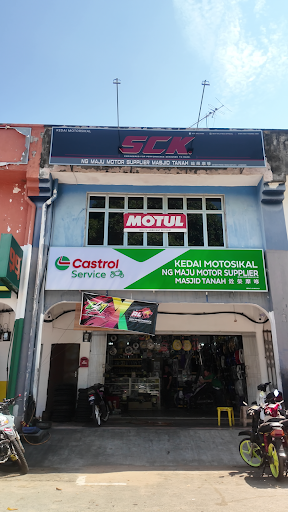 KEDAI MOTOSIKAL
SCK
NG MAJU MOTOR SUPPLIER MASJID TANAH
MOTUL
Castrol
Service
KEDAI MOTOSIKAL
NG MAJU MOTOR SUPPLIER
MASJID TANAH